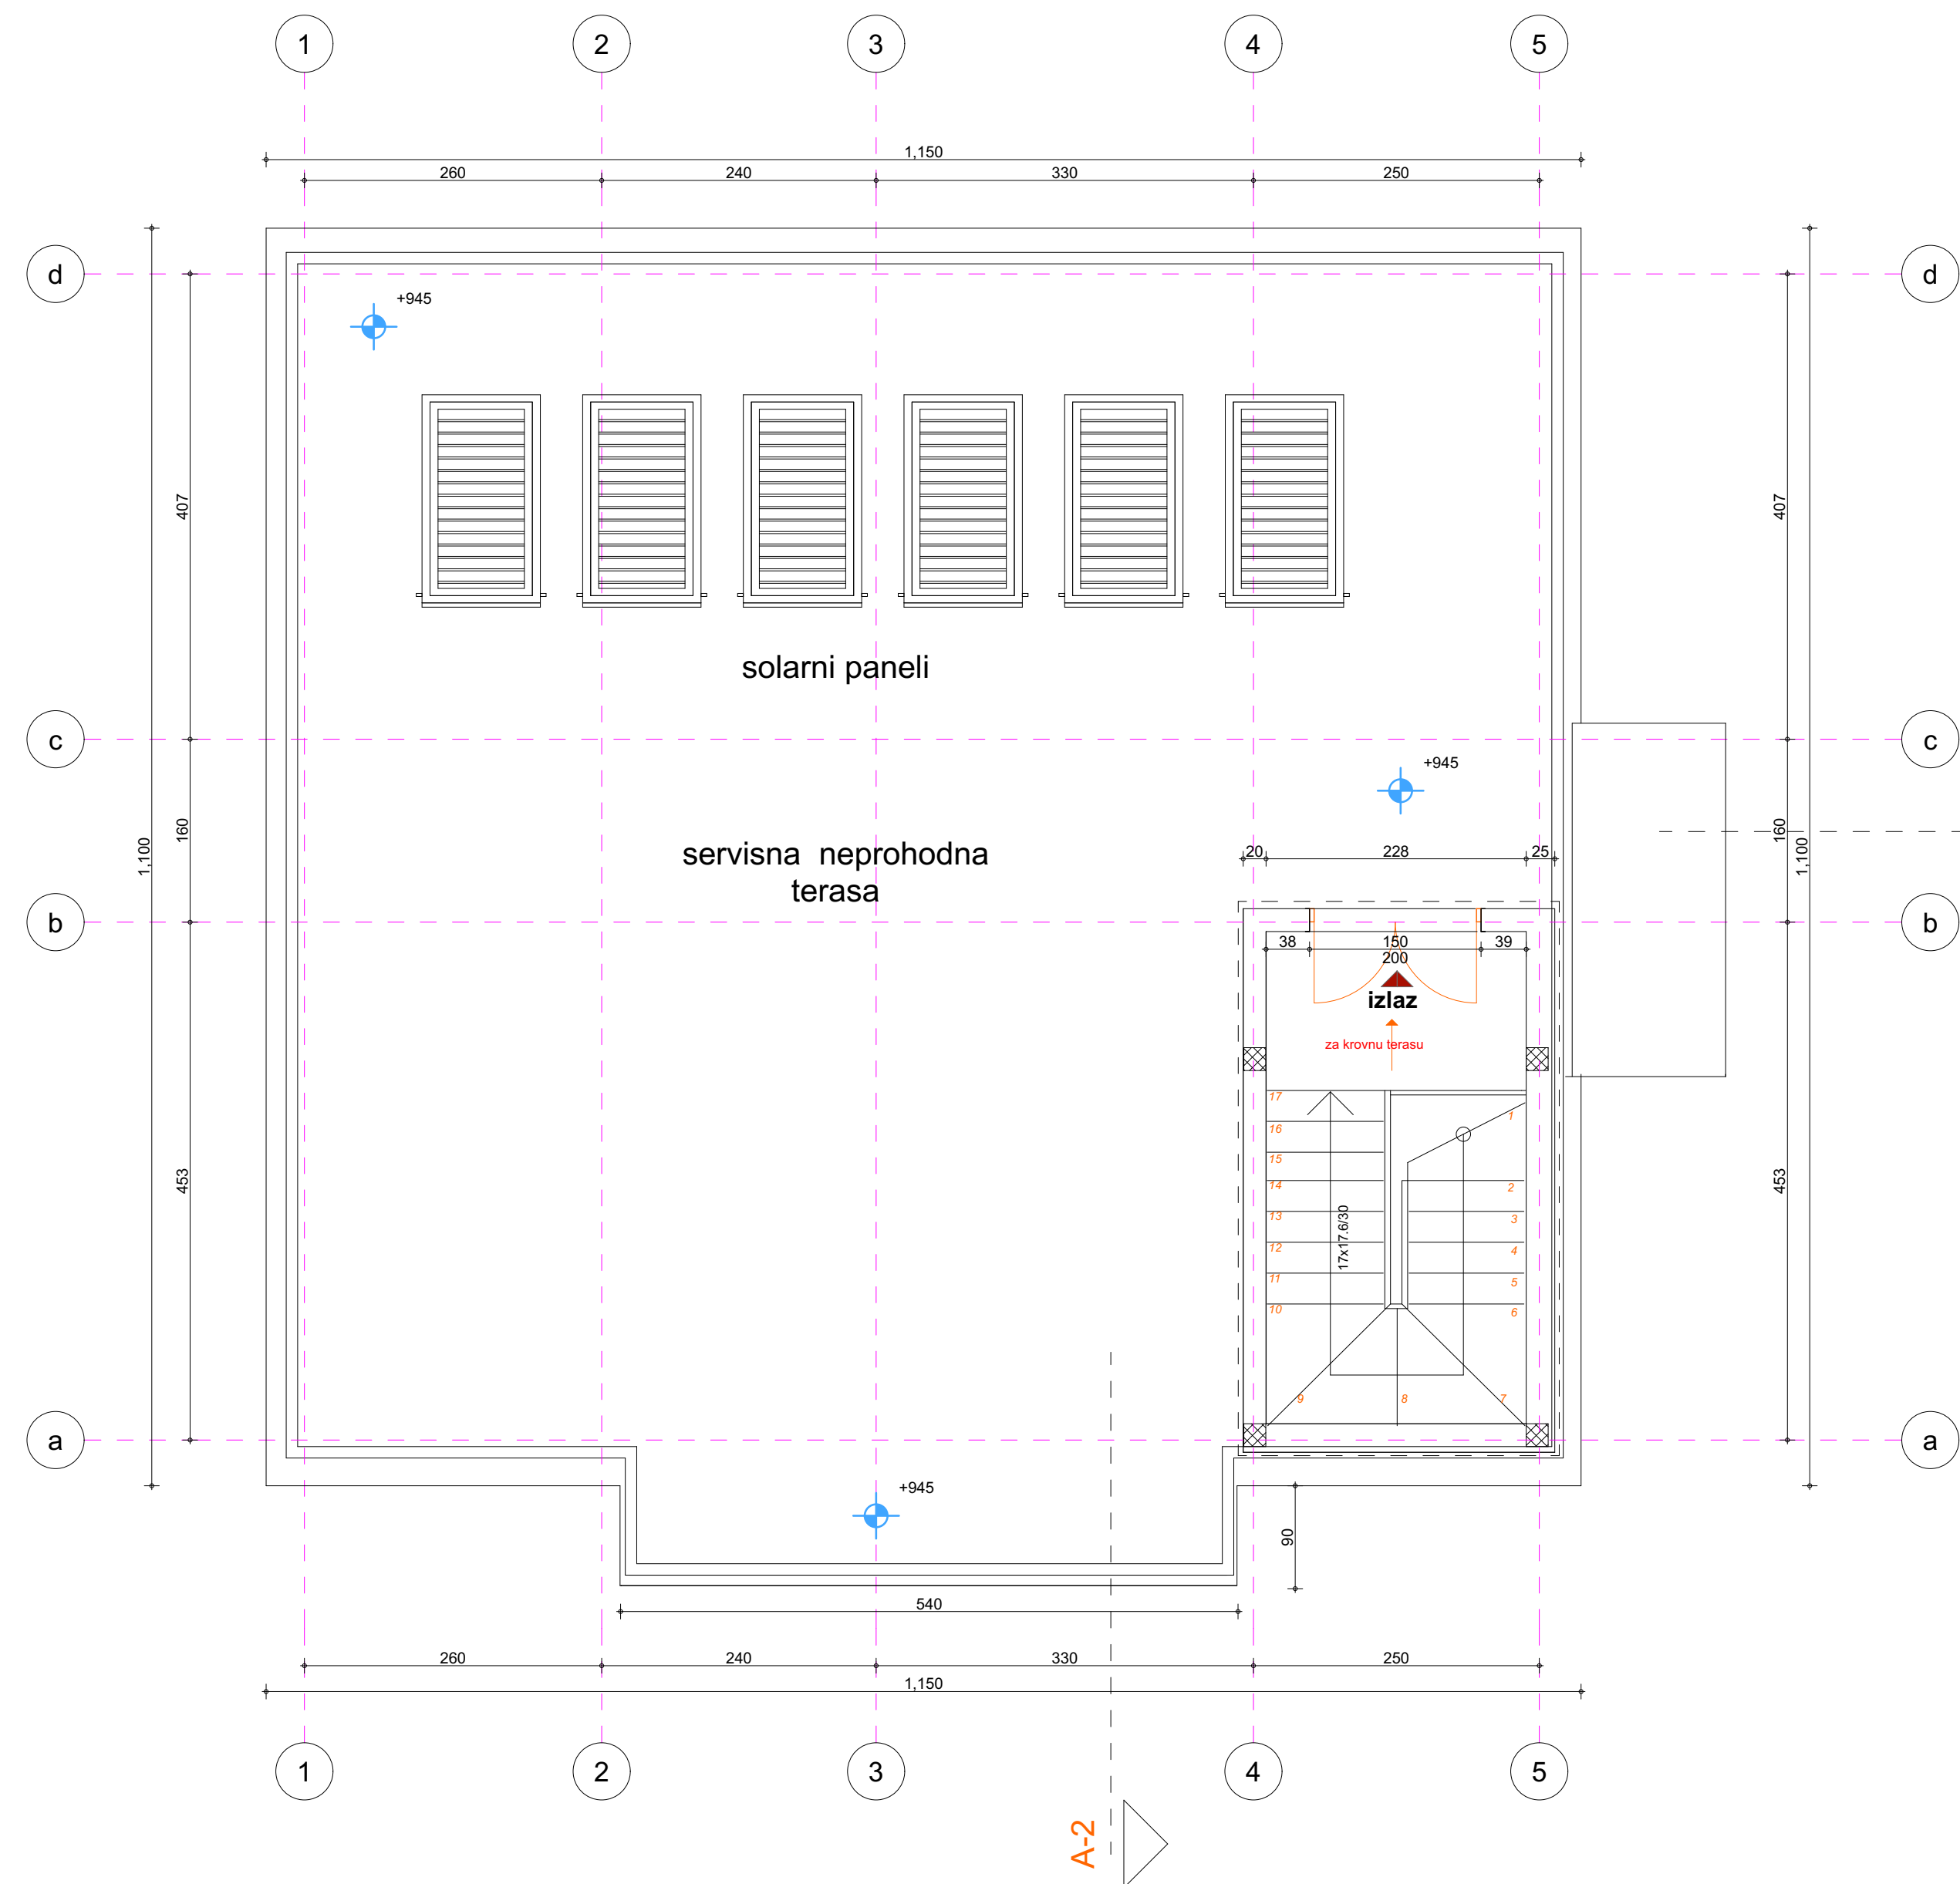 1 2 3 4 5
1,150
260 240 330 250
d d
+945
407 407
solarni paneli
c c
+945
160 160
1,100 1,100
servisna neprohodna
terasa
20 228 25
b b
38 150 39
200
izlaz
za krovnu terasu
17
1
16
15
14
2
13
3
12
4
11
5
10
6
17x17.6/30
453 453
9 8 7
a a
+945
90
540
260 240 330 250
1,150
1 2 3 4 5
A-2